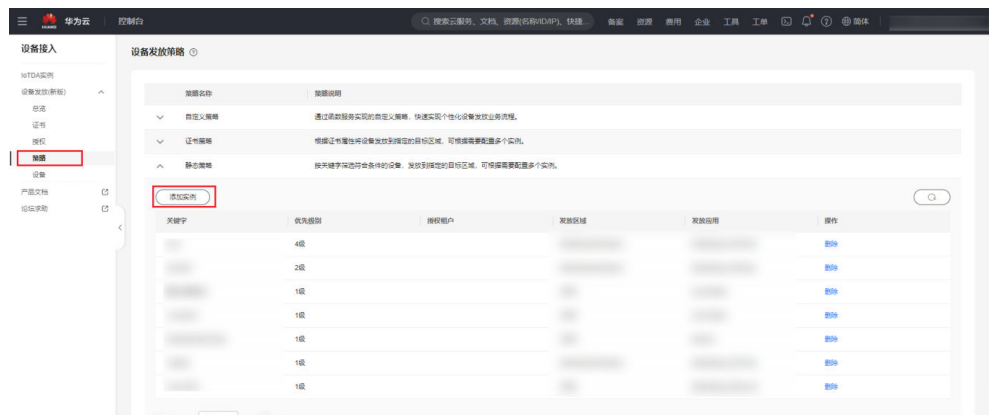 HUAWEI 华为云 控制台 搜索云服务、文档、资源(名称/ID/IP)、快捷... 备案 资源 费用 企业 工具 工单 简体
设备接入
设备发放策略
IoTDA实例
设备发放(新版)
总览
证书
授权
策略
设备
产品文档
论坛求助
策略名称 策略说明
自定义策略 通过函数服务实现的自定义策略,快速实现个性化设备发放业务流程。
证书策略 根据证书属性将设备发放到指定的目标区域,可根据需要配置多个实例。
静态策略 按关键字筛选符合条件的设备,发放到指定的目标区域,可根据需要配置多个实例。
添加实例
关键字 优先级别 授权租户 发放区域 发放应用 操作
4级 删除
2级 删除
1级 删除
1级 删除
1级 删除
1级 删除
1级 删除